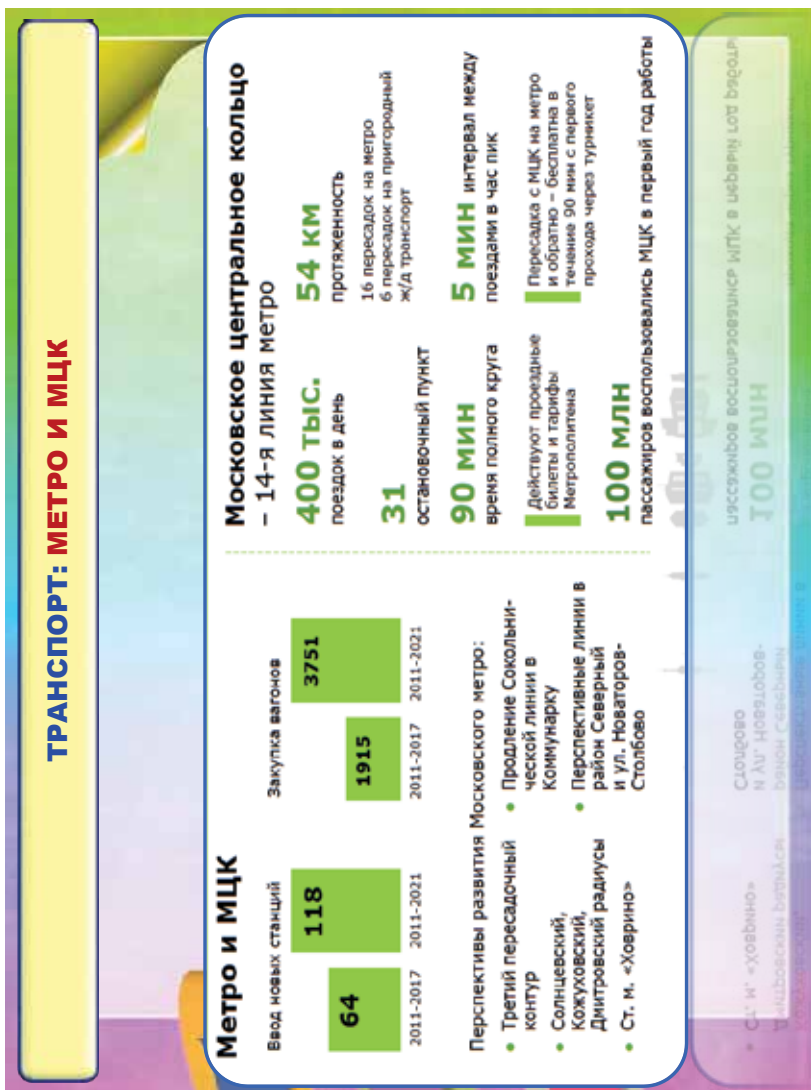 ТРАНСПОРТ: МЕТРО И МЦК
Метро и МЦК
Ввод новых станций
64
118
2011-2017
2011-2021
Закупка вагонов
1915
3751
2011-2017
2011-2021
Перспективы развития Московского метро:
• Третий пересадочный
контур
• Солнцевский,
Кожуховский,
Дмитровский радиусы
• Ст. м. «Ховрино»
• Продление Сокольни-
ческой линии в
Коммунарку
• Перспективные линии в
район Северный
и ул. Новаторов-
Столбово
Московское центральное кольцо
– 14-я линия метро
400 тыс.
поездок в день
54 км
протяженность
31
остановочный пункт
16 пересадок на метро
6 пересадок на пригородный
ж/д транспорт
90 мин
время полного круга
5 мин интервал между
поездами в час пик
Действуют проездные
билеты и тарифы
Метрополитена
Пересадка с МЦК на метро
и обратно – бесплатна в
течение 90 мин с первого
прохода через турникет
100 млн
пассажиров воспользовались МЦК в первый год работы